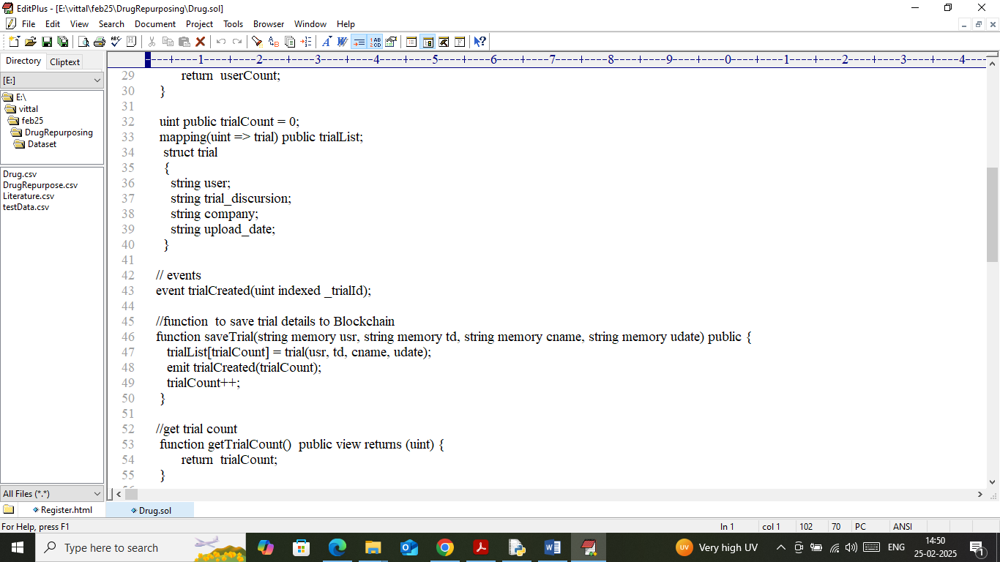 EditPlus - [E:\vittal\feb25\DrugRepurposing\Drug.sol]
File Edit View Search Document Project Tools Browser Window Help
Directory Cliptext
[E:]
E:\
vittal
feb25
DrugRepurposing
Dataset
Drug.csv
DrugRepurpose.csv
Literature.csv
testData.csv
All Files (*.*)
----+----1----+----2----+----3----+----4----+----5----+----6----+----7----+----8----+----9----+----0----+----1----+----2----+----3----+----4----
29 return  userCount;
30 }
31
32 uint public trialCount = 0;
33 mapping(uint => trial) public trialList;
34 struct trial
35 {
36 string user;
37 string trial_discursion;
38 string company;
39 string upload_date;
40 }
41
42 // events
43 event trialCreated(uint indexed _trialId);
44
45 //function  to save trial details to Blockchain
46 function saveTrial(string memory usr, string memory td, string memory cname, string memory udate) public {
47 trialList[trialCount] = trial(usr, td, cname, udate);
48 emit trialCreated(trialCount);
49 trialCount++;
50 }
51
52 //get trial count
53 function getTrialCount()  public view returns (uint) {
54 return  trialCount;
55 }
Register.html Drug.sol
For Help, press F1 ln 1 col 1 102 70 PC ANSI
Type here to search
UV Very high UV ENG 14:50
25-02-2025 1